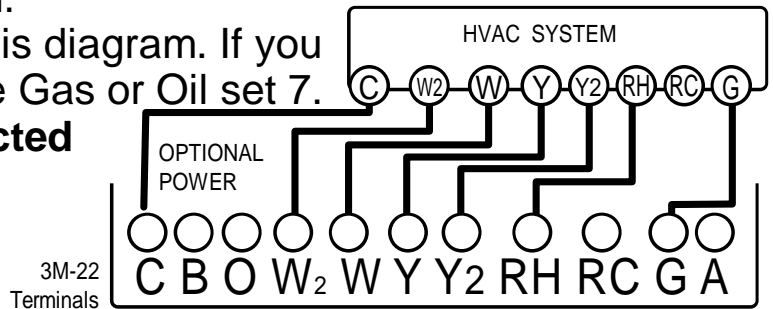 is diagram. If you
e Gas or Oil set 7.
cted
HVAC SYSTEM
C W2 W Y Y2 RH RC G
OPTIONAL
POWER
3M-22
Terminals
C B O W2 W Y Y2 RH RC G A